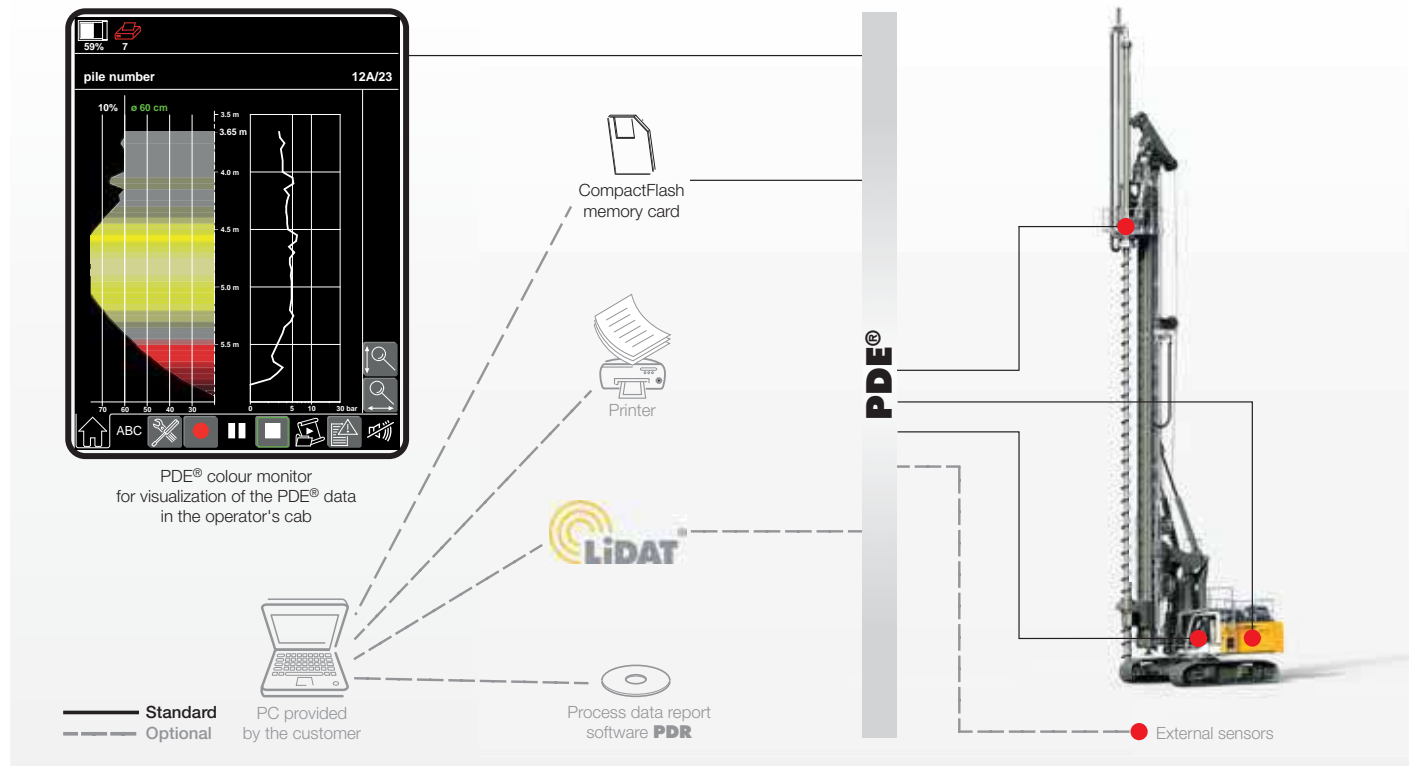 59%
7
pile number
12A/23
10%
ø 60 cm
3.5 m
3.65 m
4.0 m
4.5 m
5.0 m
5.5 m
70 60 50 40 30
0 5 10 30 bar
ABC
PDE® colour monitor
for visualization of the PDE® data
in the operator's cab
CompactFlash
memory card
Printer
LiDAT®
PC provided
by the customer
Process data report
software PDR
Standard
Optional
PDE®
External sensors